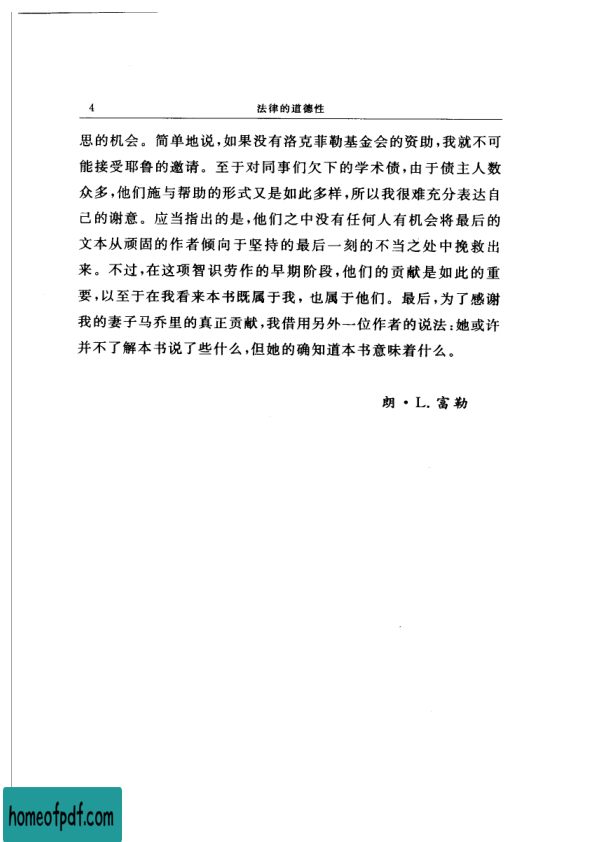 4 法律的道德性
思的机会。简单地说,如果没有洛克菲勒基金会的资助,我就不可
能接受耶鲁的邀请。至于对同事们欠下的学术债,由于债主人数
众多,他们施与帮助的形式又是如此多样,所以我很难充分表达自
己的谢意。应当指出的是,他们之中没有任何人有机会将最后的
文本从顽固的作者倾向于坚持的最后一刻的不当之处中挽救出
来。不过,在这项智识劳作的早期阶段,他们的贡献是如此的重
要,以至于在我看来本书既属于我,也属于他们。最后,为了感谢
我的妻子马乔里的真正贡献,我借用另外一位作者的说法:她或许
并不了解本书说了些什么,但她的确知道本书意味着什么。
朗·L.富勒
homeofpdf.com